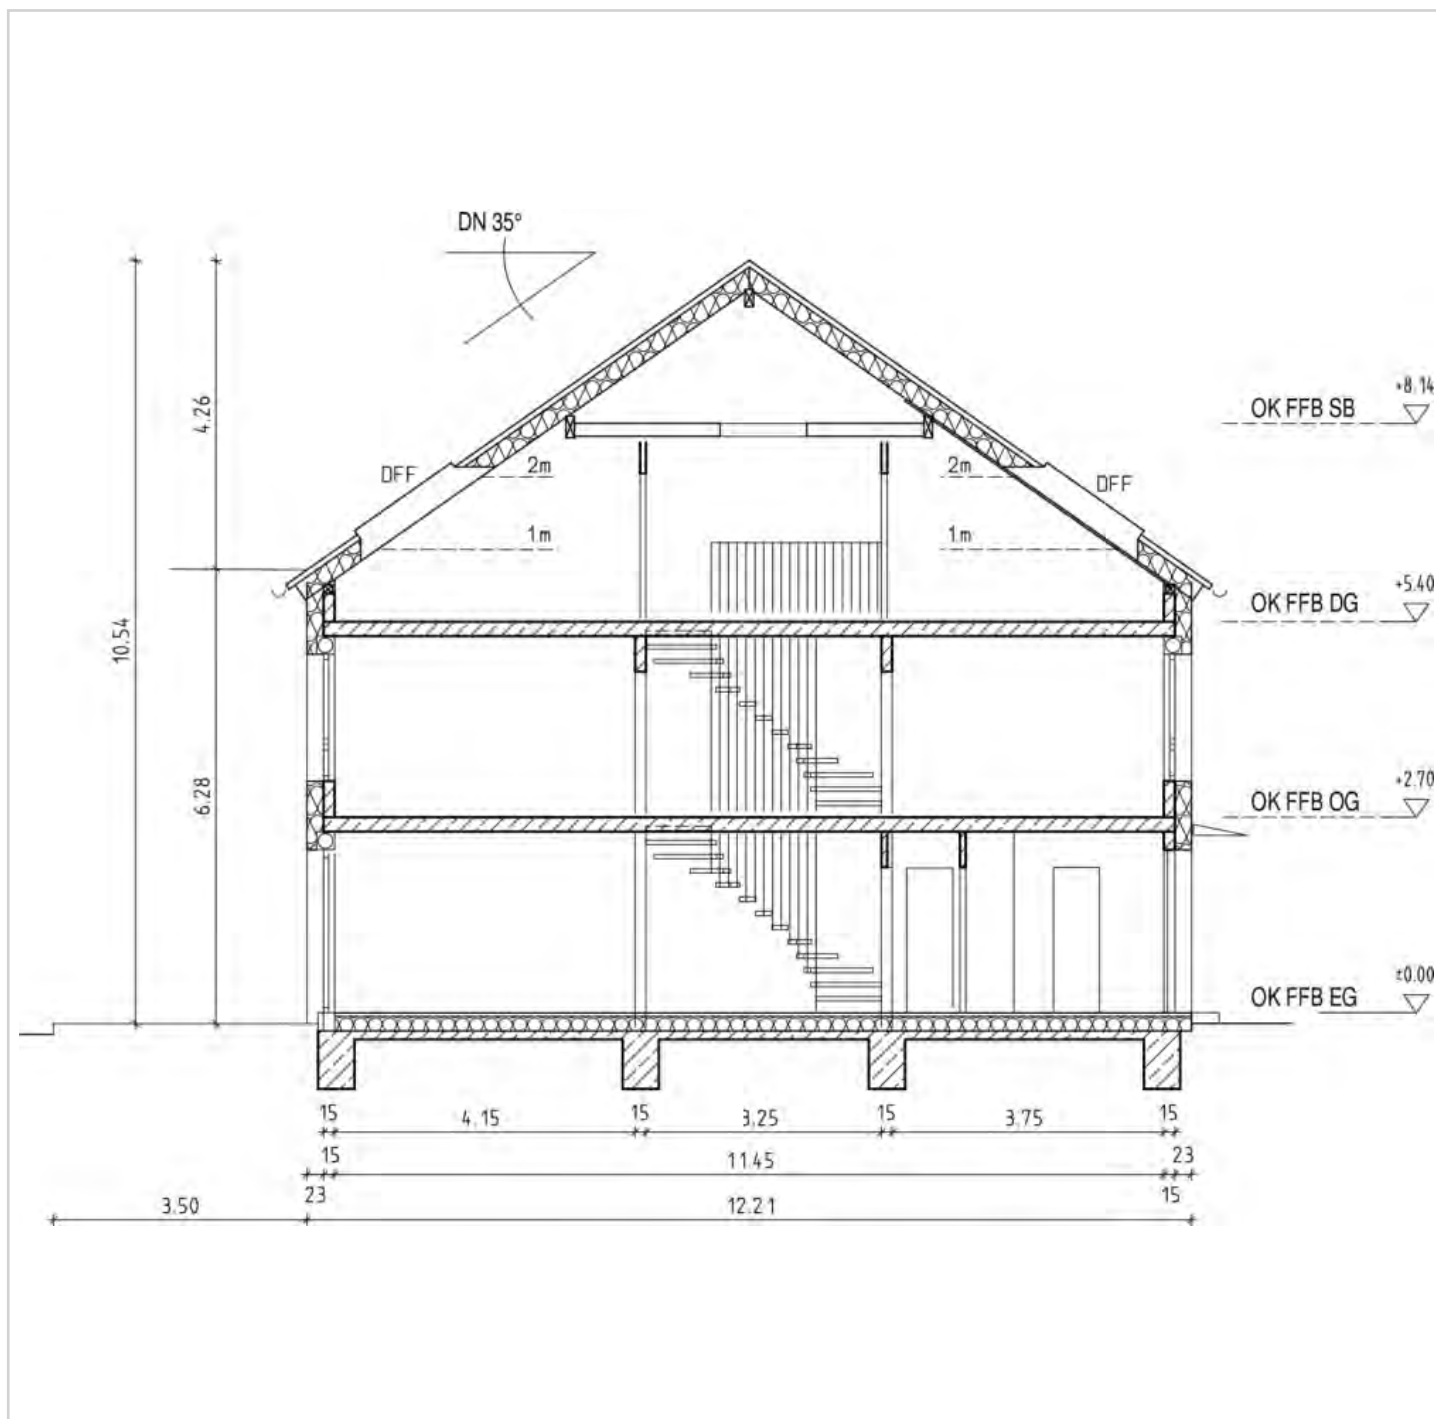 DN 35°
+8.14
OK FFB SB
4.26
DFF
2m
2m
DFF
1m
1m
+5.40
OK FFB DG
10.54
+2.70
OK FFB OG
6.28
±0.00
OK FFB EG
15 4.15 15 3.25 15 3.75 15
15 11.45 23
23 15
3.50 12.21